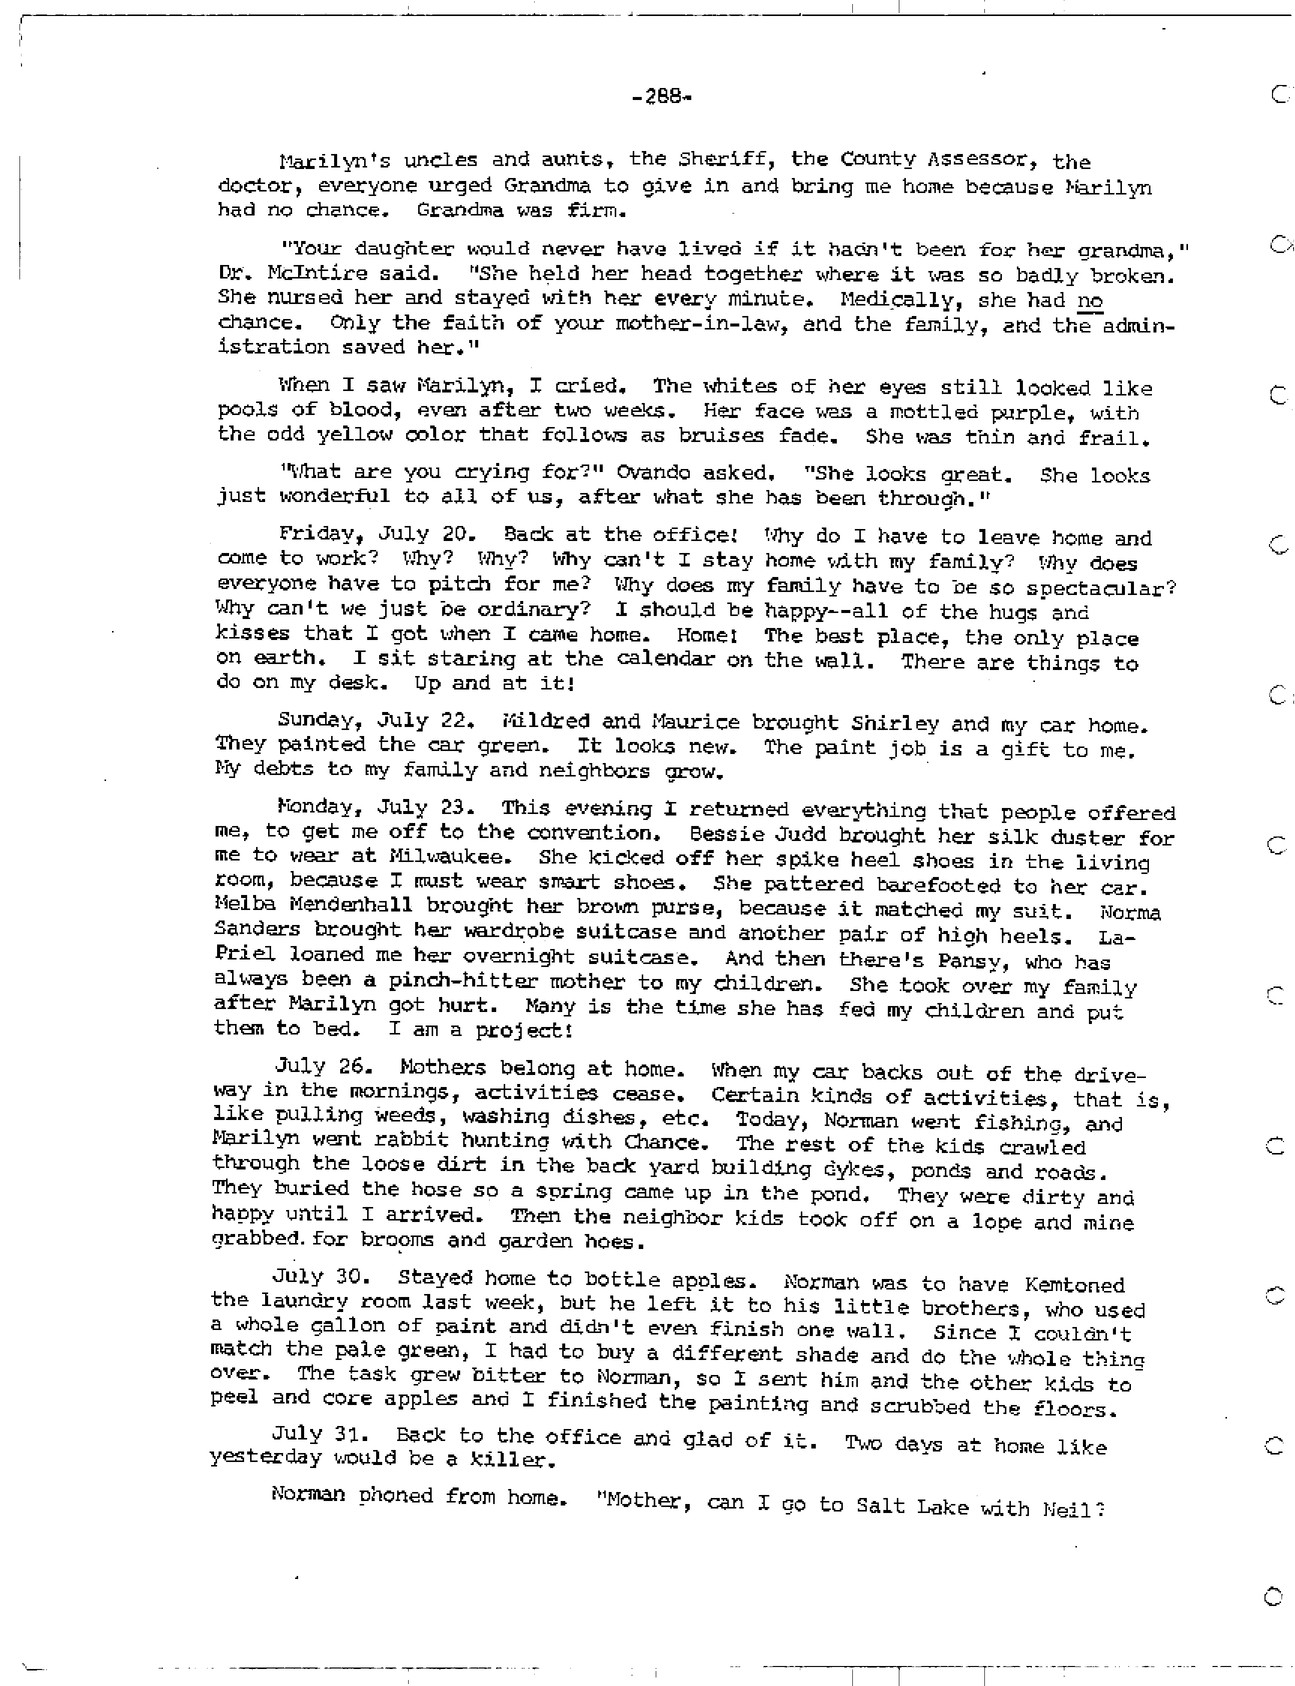 -288-
Marilyn's uncles and aunts, the Sheriff, the County Assessor, the
doctor, everyone urged Grandma to give in and bring me home because Marilyn
had no chance. Grandma was firm.
"Your daughter would never have lived if it hadn't been for her grandma,"
Dr. McIntire said. "She held her head together where it was so badly broken.
She nursed her and stayed with her every minute. Medically, she had no
chance. Only the faith of your mother-in-law, and the family, and the admin-
istration saved her."
When I saw Marilyn, I cried. The whites of her eyes still looked like
pools of blood, even after two weeks. Her face was a mottled purple, with
the odd yellow color that follows as bruises fade. She was thin and frail.
"What are you crying for?" Ovando asked. "She looks great. She looks
just wonderful to all of us, after what she has been through."
Friday, July 20. Back at the office! Why do I have to leave home and
come to work? Why? Why? Why can't I stay home with my family? Why does
everyone have to pitch for me? Why does my family have to be so spectacular?
Why can't we just be ordinary? I should be happy--all of the hugs and
kisses that I got when I came home. Home! The best place, the only place
on earth. I sit staring at the calendar on the wall. There are things to
do on my desk. Up and at it!
Sunday, July 22. Mildred and Maurice brought Shirley and my car home.
They painted the car green. It looks new. The paint job is a gift to me.
My debts to my family and neighbors grow.
Monday, July 23. This evening I returned everything that people offered
me, to get me off to the convention. Bessie Judd brought her silk duster for
me to wear at Milwaukee. She kicked off her spike heel shoes in the living
room, because I must wear smart shoes. She pattered barefooted to her car.
Melba Mendenhall brought her brown purse, because it matched my suit. Norma
Sanders brought her wardrobe suitcase and another pair of high heels. La-
Priel loaned me her overnight suitcase. And then there's Pansy, who has
always been a pinch-hitter mother to my children. She took over my family
after Marilyn got hurt. Many is the time she has fed my children and put
them to bed. I am a project!
July 26. Mothers belong at home. When my car backs out of the drive-
way in the mornings, activities cease. Certain kinds of activities, that is,
like pulling weeds, washing dishes, etc. Today, Norman went fishing, and
Marilyn went rabbit hunting with Chance. The rest of the kids crawled
through the loose dirt in the back yard building dykes, ponds and roads.
They buried the hose so a spring came up in the pond. They were dirty and
happy until I arrived. Then the neighbor kids took off on a lope and mine
grabbed for brooms and garden hoes.
July 30. Stayed home to bottle apples. Norman was to have Kemtoned
the laundry room last week, but he left it to his little brothers, who used
a whole gallon of paint and didn't even finish one wall. Since I couldn't
match the pale green, I had to buy a different shade and do the whole thing
over. The task grew bitter to Norman, so I sent him and the other kids to
peel and core apples and I finished the painting and scrubbed the floors.
July 31. Back to the office and glad of it. Two days at home like
yesterday would be a killer.
Norman phoned from home. "Mother, can I go to Salt Lake with Neil?